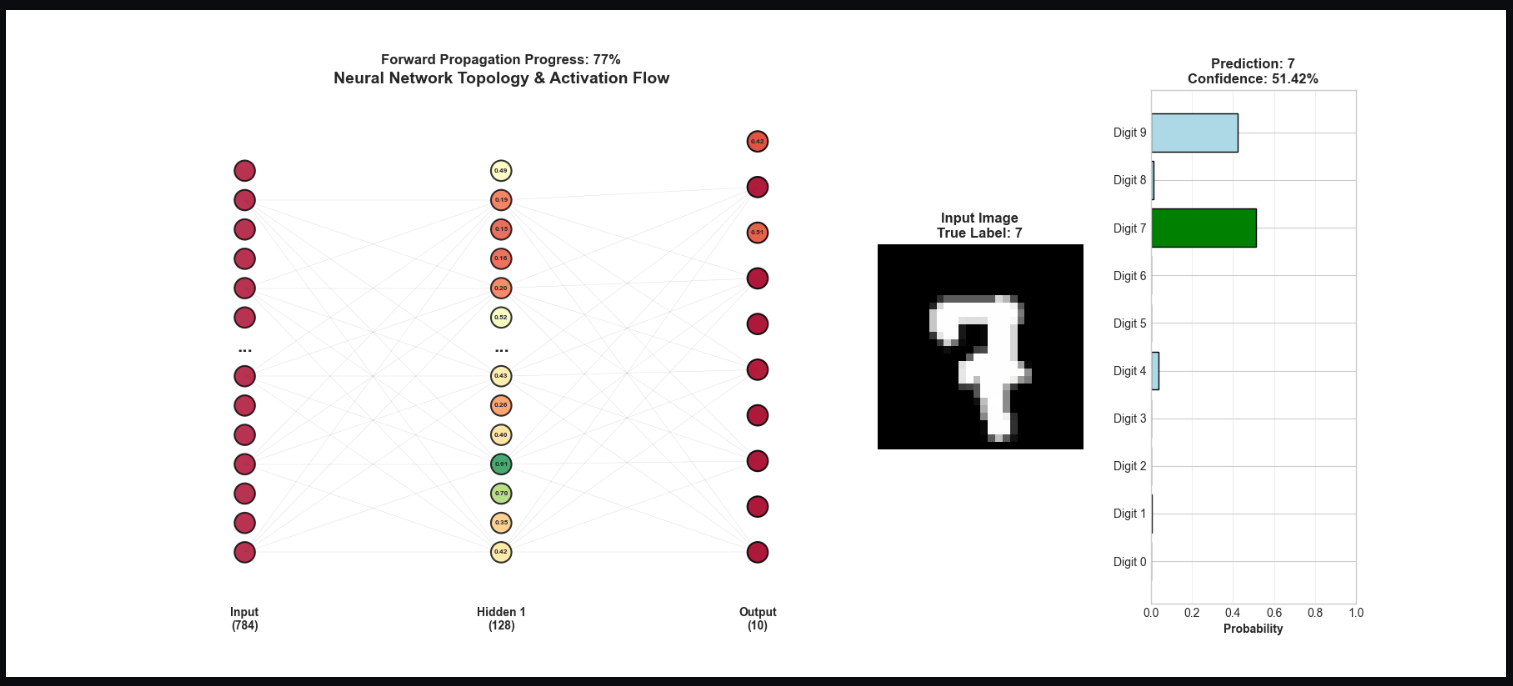 Forward Propagation Progress: 77%
Neural Network Topology & Activation Flow
0.42
0.49
0.19
0.15
0.51
0.16
0.20
0.52
...
...
0.43
0.26
0.40
0.81
0.70
0.35
0.42
Input
(784)
Hidden 1
(128)
Output
(10)
Input Image
True Label: 7
Prediction: 7
Confidence: 51.42%
Digit 9
Digit 8
Digit 7
Digit 6
Digit 5
Digit 4
Digit 3
Digit 2
Digit 1
Digit 0
0.0 0.2 0.4 0.6 0.8 1.0
Probability
7